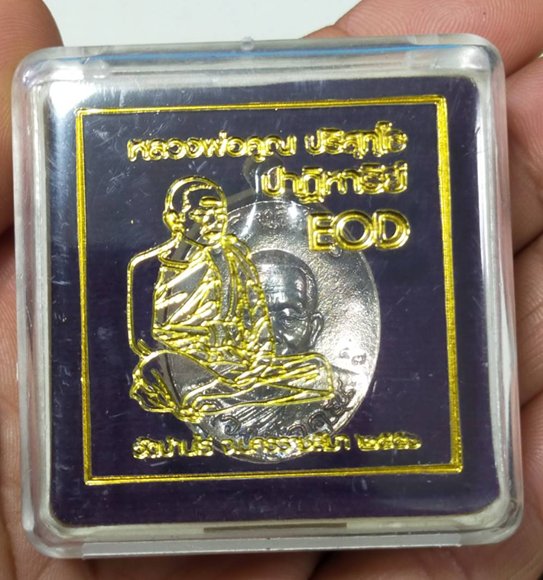 หลวงพ่อคูณ ปริสุทโธ
ปาฏิหาริย์
EOD
วัดบ้านไร่ จ.นครราชสีมา ๒๕๕๖